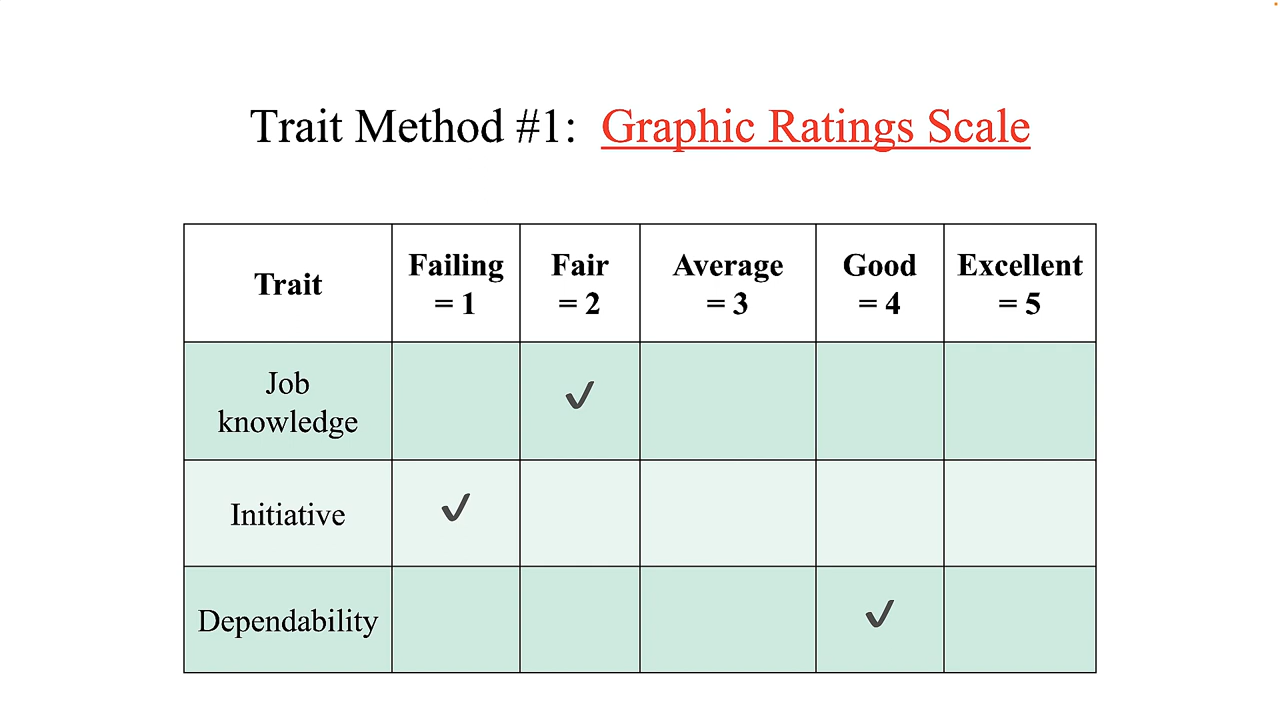 Trait Method #1: Graphic Ratings Scale
Trait
Failing
= 1
Fair
= 2
Average
= 3
Good
= 4
Excellent
= 5
Job
knowledge
✓
Initiative
✓
Dependability
✓